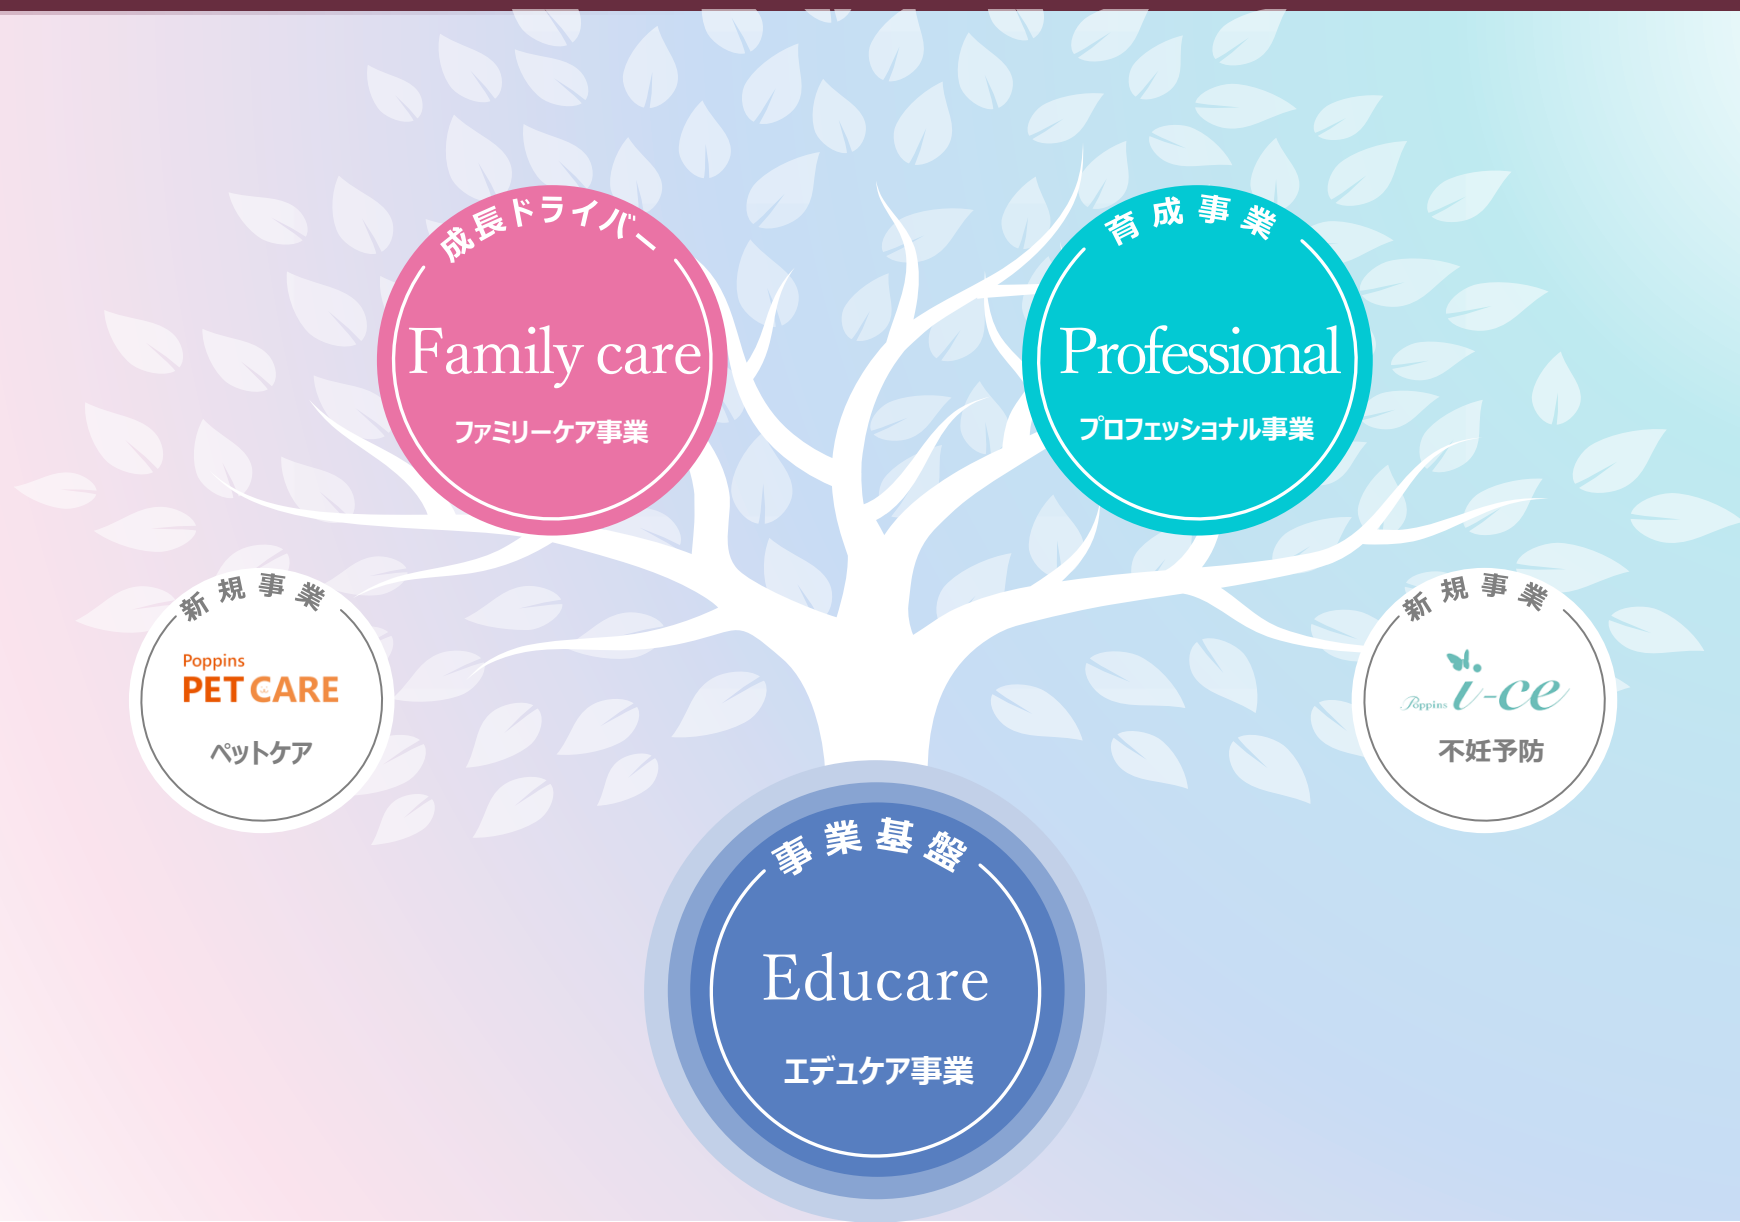 成長ドライバー
Family care
ファミリーケア事業
育成事業
Professional
プロフェッショナル事業
新規事業
Poppins
PET CARE
ペットケア
新規事業
Poppins i-ce
不妊予防
事業基盤
Educare
エデュケア事業